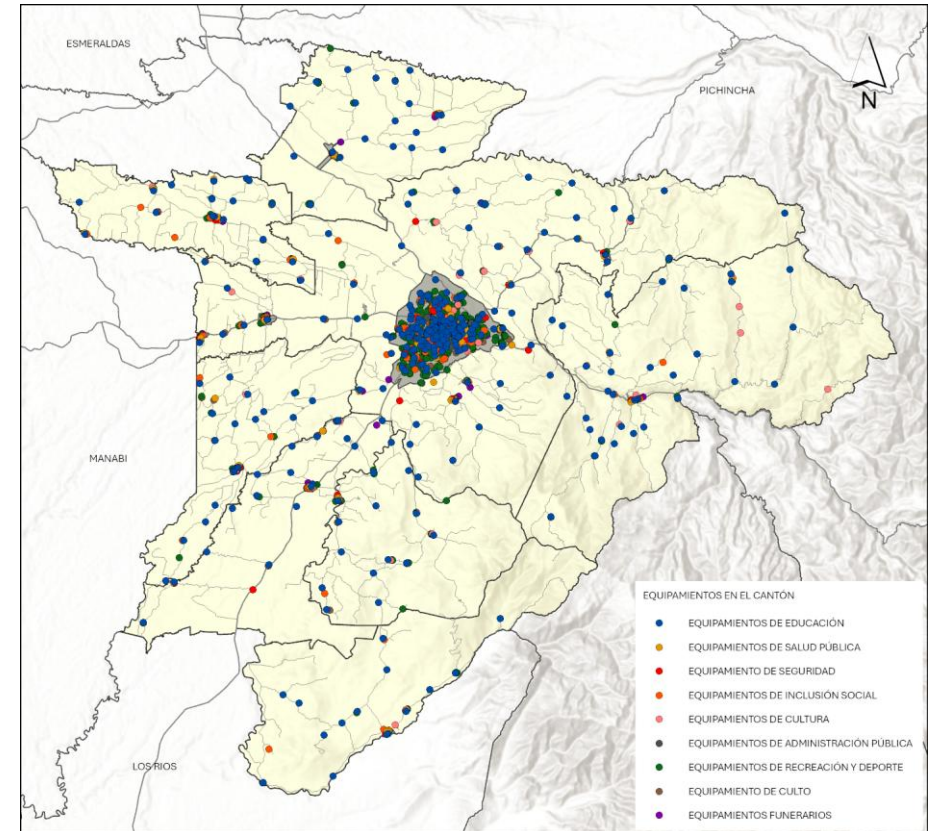 ESMERALDAS
PICHINCHA
N
MANABI
LOS RIOS
EQUIPAMIENTOS EN EL CANTÓN
EQUIPAMIENTOS DE EDUCACIÓN
EQUIPAMIENTOS DE SALUD PÚBLICA
EQUIPAMIENTO DE SEGURIDAD
EQUIPAMIENTOS DE INCLUSIÓN SOCIAL
EQUIPAMIENTOS DE CULTURA
EQUIPAMIENTOS DE ADMINISTRACIÓN PÚBLICA
EQUIPAMIENTOS DE RECREACIÓN Y DEPORTE
EQUIPAMIENTO DE CULTO
EQUIPAMIENTOS FUNERARIOS